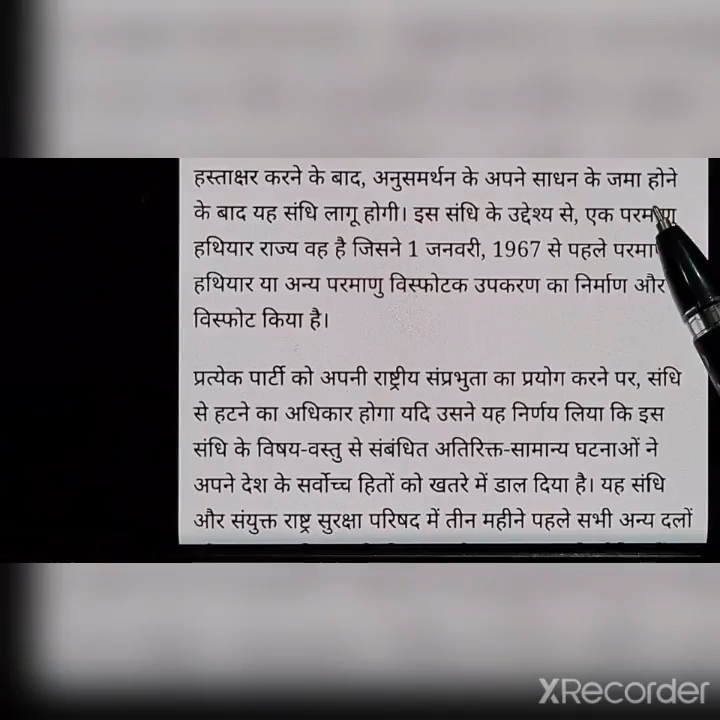 हस्ताक्षर करने के बाद, अनुसमर्थन के अपने साधन के जमा होने
के बाद यह संधि लागू होगी। इस संधि के उद्देश्य से, एक
हथियार राज्य वह है जिसने 1 जनवरी, 1967 से पहले
हथियार या अन्य परमाणु विस्फोटक उपकरण का निर्माण और
विस्फोट किया है।
प्रत्येक पार्टी को अपनी राष्ट्रीय संप्रभुता का प्रयोग करने पर, संधि
से हटने का अधिकार होगा यदि उसने यह निर्णय लिया कि इस
संधि के विषय-वस्तु से संबंधित अतिरिक्त-सामान्य घटनाओं ने
अपने देश के सर्वोच्च हितों को खतरे में डाल दिया है। यह संधि
और संयुक्त राष्ट्र सुरक्षा परिषद में तीन महीने पहले सभी अन्य दलों
XRecorder